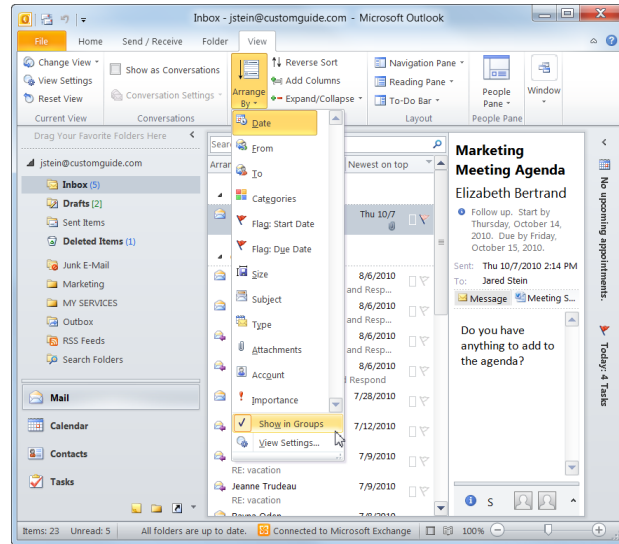 Inbox - jstein@customguide.com - Microsoft Outlook
File Home Send / Receive Folder View
Change View
View Settings
Reset View
Current View
Show as Conversations
Conversation Settings
Conversations
Arrange
By
Reverse Sort
Add Columns
Expand/Collapse
Navigation Pane
Reading Pane
To-Do Bar
Layout
People
Pane
People Pane
Window
Drag Your Favorite Folders Here
jstein@customguide.com
Inbox (5)
Drafts [2]
Sent Items
Deleted Items (1)
Junk E-Mail
Marketing
MY SERVICES
Outbox
RSS Feeds
Search Folders
Mail
Calendar
Contacts
Tasks
Date
From
To
Categories
Flag: Start Date
Flag: Due Date
Size
Subject
Type
Attachments
Account
Importance
Show in Groups
View Settings...
Sear
Arran
Newest on top
Thu 10/7
8/6/2010
and Resp...
8/6/2010
and Resp...
8/6/2010
and Resp...
8/6/2010
Respond
7/28/2010
7/12/2010
7/9/2010
RE: vacation
Jeanne Trudeau 7/9/2010
RE: vacation
Rayne Oden 7/8/2010
Marketing
Meeting Agenda
Elizabeth Bertrand
Follow up. Start by
Thursday, October 14,
2010. Due by Friday,
October 15, 2010.
Sent: Thu 10/7/2010 2:14 PM
To: Jared Stein
Message Meeting S...
Do you have
anything to add to
the agenda?
S
No upcoming appointments.
Today: 4 Tasks
Items: 23 Unread: 5 All folders are up to date. Connected to Microsoft Exchange 100%